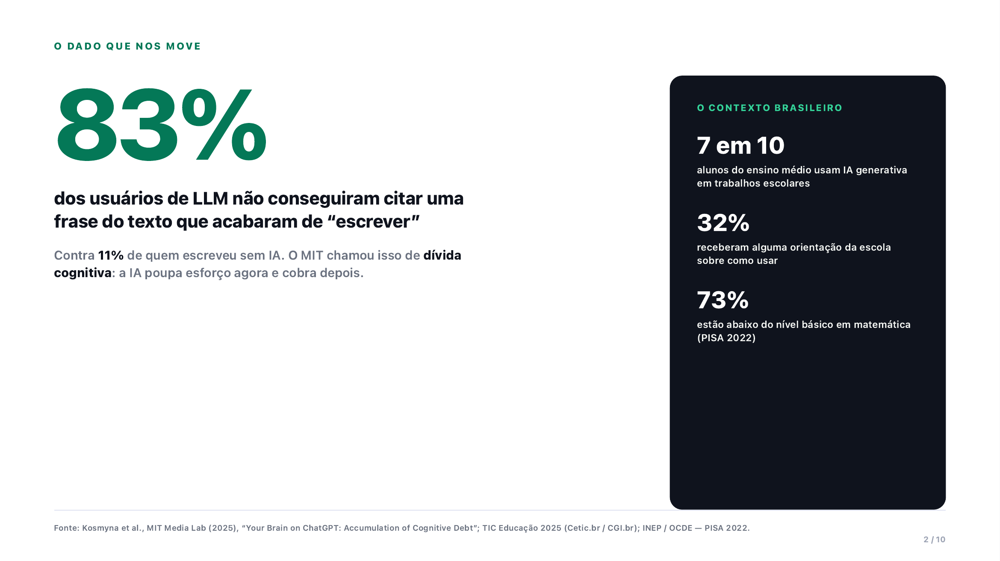 O DADO QUE NOS MOVE
83%
dos usuários de LLM não conseguiram citar uma
frase do texto que acabaram de “escrever”
Contra 11% de quem escreveu sem IA. O MIT chamou isso de dívida
cognitiva: a IA poupa esforço agora e cobra depois.
O CONTEXTO BRASILEIRO
7 em 10
alunos do ensino médio usam IA generativa
em trabalhos escolares
32%
receberam alguma orientação da escola
sobre como usar
73%
estão abaixo do nível básico em matemática
(PISA 2022)
Fonte: Kosmyna et al., MIT Media Lab (2025), “Your Brain on ChatGPT: Accumulation of Cognitive Debt”; TIC Educação 2025 (Cetic.br / CGI.br); INEP / OCDE — PISA 2022.
2 / 10